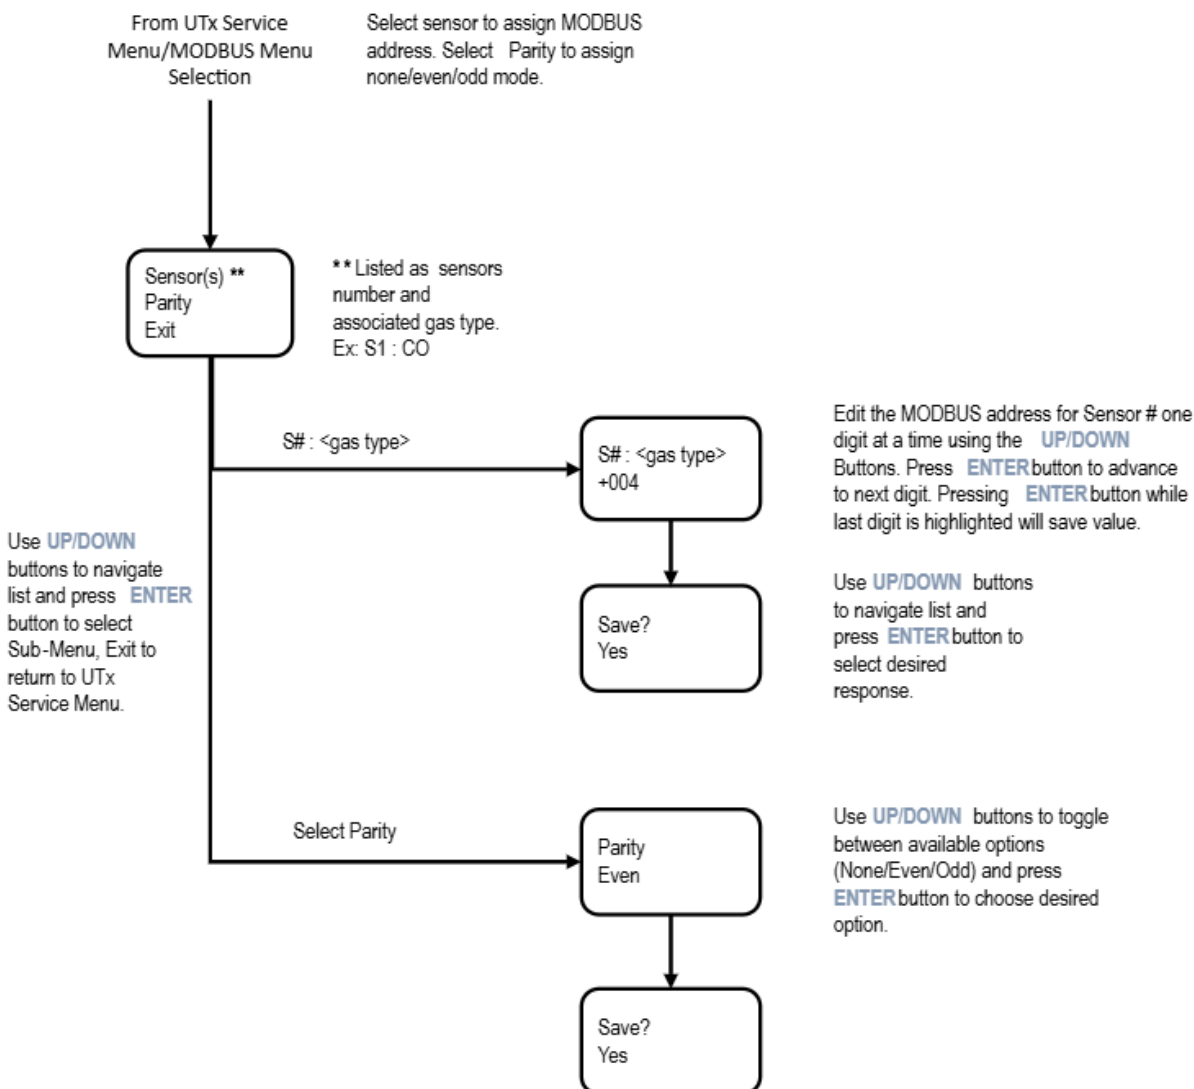 From UTx Service
Menu/MODBUS Menu
Selection
Select sensor to assign MODBUS
address. Select Parity to assign
none/even/odd mode.
Sensor(s) **
Parity
Exit
**Listed as sensors
number and
associated gas type.
Ex: S1 : CO
S# : <gas type>
S# : <gas type>
+004
Edit the MODBUS address for Sensor # one
digit at a time using the UP/DOWN
Buttons. Press ENTER button to advance
to next digit. Pressing ENTER button while
last digit is highlighted will save value.
Use UP/DOWN
buttons to navigate
list and press ENTER
button to select
Sub-Menu, Exit to
return to UTx
Service Menu.
Save?
Yes
Use UP/DOWN buttons
to navigate list and
press ENTER button to
select desired
response.
Select Parity
Parity
Even
Use UP/DOWN buttons to toggle
between available options
(None/Even/Odd) and press
ENTER button to choose desired
option.
Save?
Yes